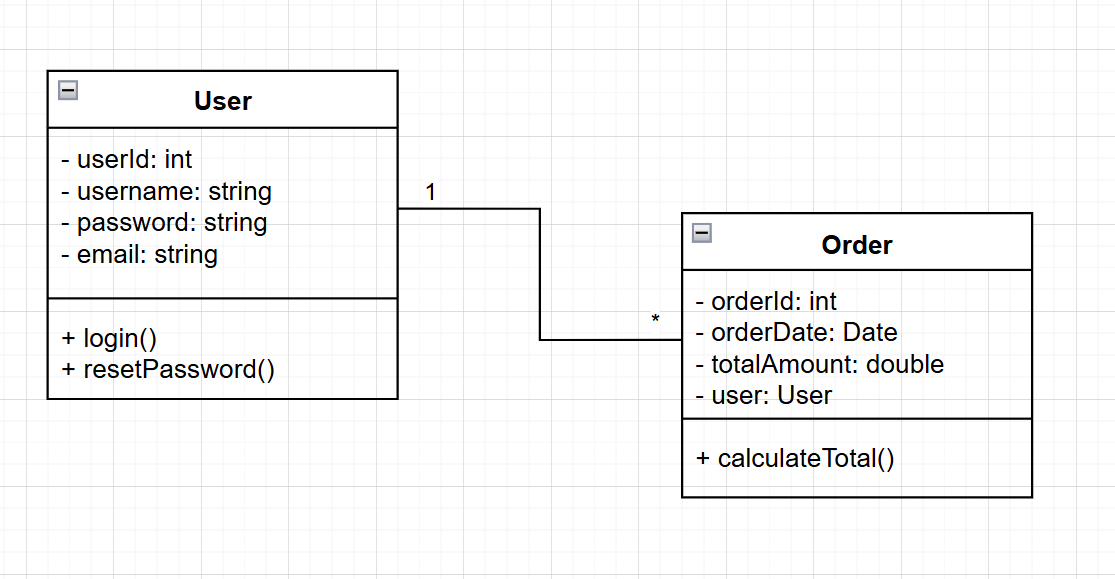 User
- userId: int
- username: string
- password: string
- email: string
+ login()
+ resetPassword()
1
*
Order
- orderId: int
- orderDate: Date
- totalAmount: double
- user: User
+ calculateTotal()